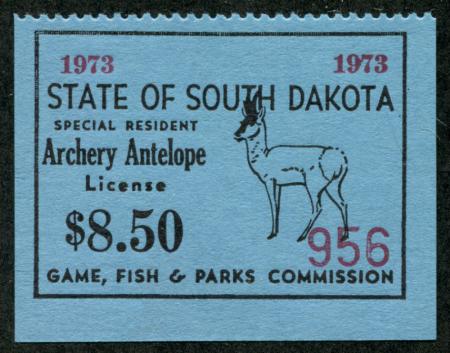 1973 1973
STATE OF SOUTH DAKOTA
SPECIAL RESIDENT
Archery Antelope
License
$8.50
956
GAME, FISH & PARKS COMMISSION